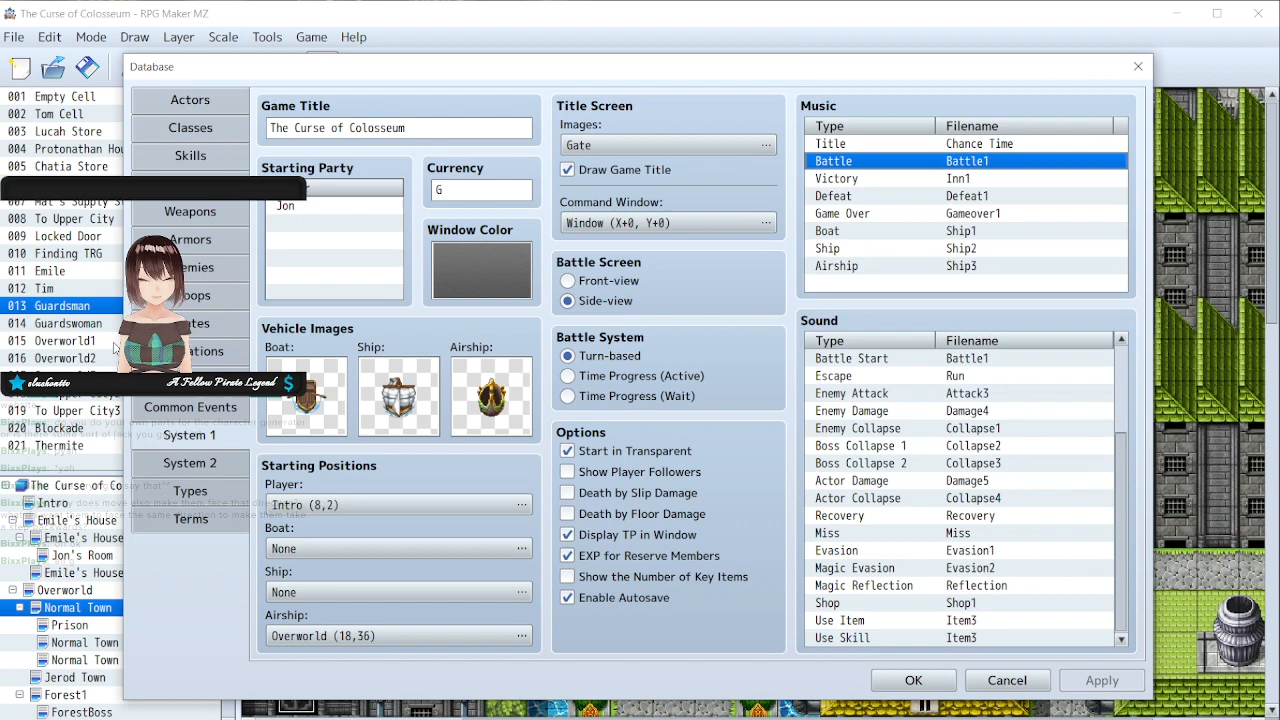 The Curse of Colosseum - RPG Maker MZ
File Edit Mode Draw Layer Scale Tools Game Help
Database
001 Empty Cell
002 Tom Cell
003 Lucah Store
004 Protonathan Hou
005 Chatia Store
008 To Upper City
009 Locked Door
010 Finding TRG
011 Emile
012 Tim
013 Guardsman
014 Guardswoman
015 Overworld1
016 Overworld2
019 To Upper City3
020 Blockade
021 Thermite
A Follow Pirate Legend $
The Curse of Co
Intro
Emile's House
Emile's House
Jon's Room
Emile's House
Overworld
Normal Town
Prison
Normal Town
Normal Town
Jerod Town
Forest1
ForestBoss
Actors
Classes
Skills
Weapons
Armors
Common Events
System 1
System 2
Types
Terms
Game Title
The Curse of Colosseum
Starting Party
Jon
Currency
G
Window Color
Vehicle Images
Boat: Ship: Airship:
Starting Positions
Player:
Intro (8,2) ...
Boat:
None ...
Ship:
None ...
Airship:
Overworld (18,36) ...
Title Screen
Images:
Gate ...
Draw Game Title
Command Window:
Window (X+0, Y+0) ...
Battle Screen
Front-view
Side-view
Battle System
Turn-based
Time Progress (Active)
Time Progress (Wait)
Options
Start in Transparent
Show Player Followers
Death by Slip Damage
Death by Floor Damage
Display TP in Window
EXP for Reserve Members
Show the Number of Key Items
Enable Autosave
Music
Type Filename
Title Chance Time
Battle Battle1
Victory Inn1
Defeat Defeat1
Game Over Gameover1
Boat Ship1
Ship Ship2
Airship Ship3
Sound
Type Filename
Battle Start Battle1
Escape Run
Enemy Attack Attack3
Enemy Damage Damage4
Enemy Collapse Collapse1
Boss Collapse 1 Collapse2
Boss Collapse 2 Collapse3
Actor Damage Damage5
Actor Collapse Collapse4
Recovery Recovery
Miss Miss
Evasion Evasion1
Magic Evasion Evasion2
Magic Reflection Reflection
Shop Shop1
Use Item Item3
Use Skill Item3
OK Cancel Apply